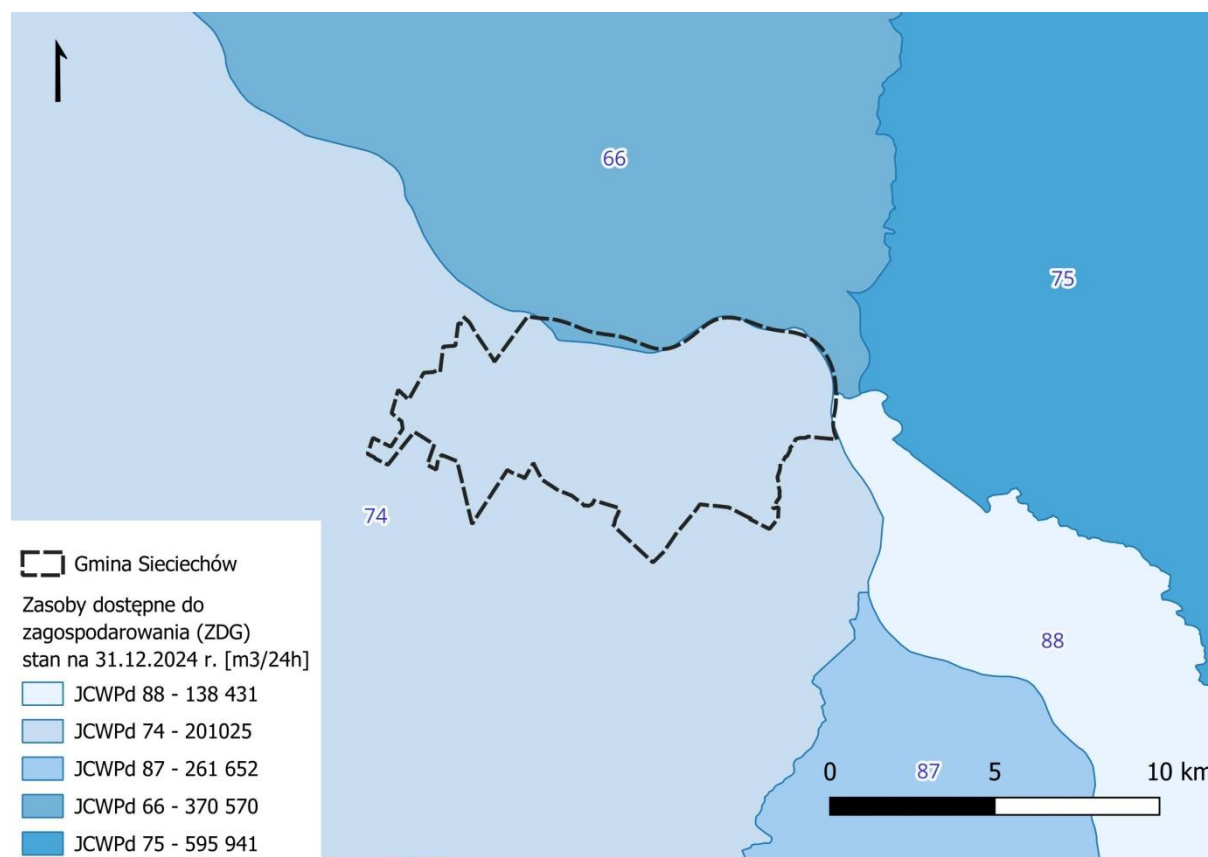 66
75
74
88
87
Gmina Sieciechów
Zasoby dostępne do
zagospodarowania (ZDG)
stan na 31.12.2024 r. [m3/24h]
JCWPd 88 - 138 431
JCWPd 74 - 201025
JCWPd 87 - 261 652
JCWPd 66 - 370 570
JCWPd 75 - 595 941
0 5 10 km